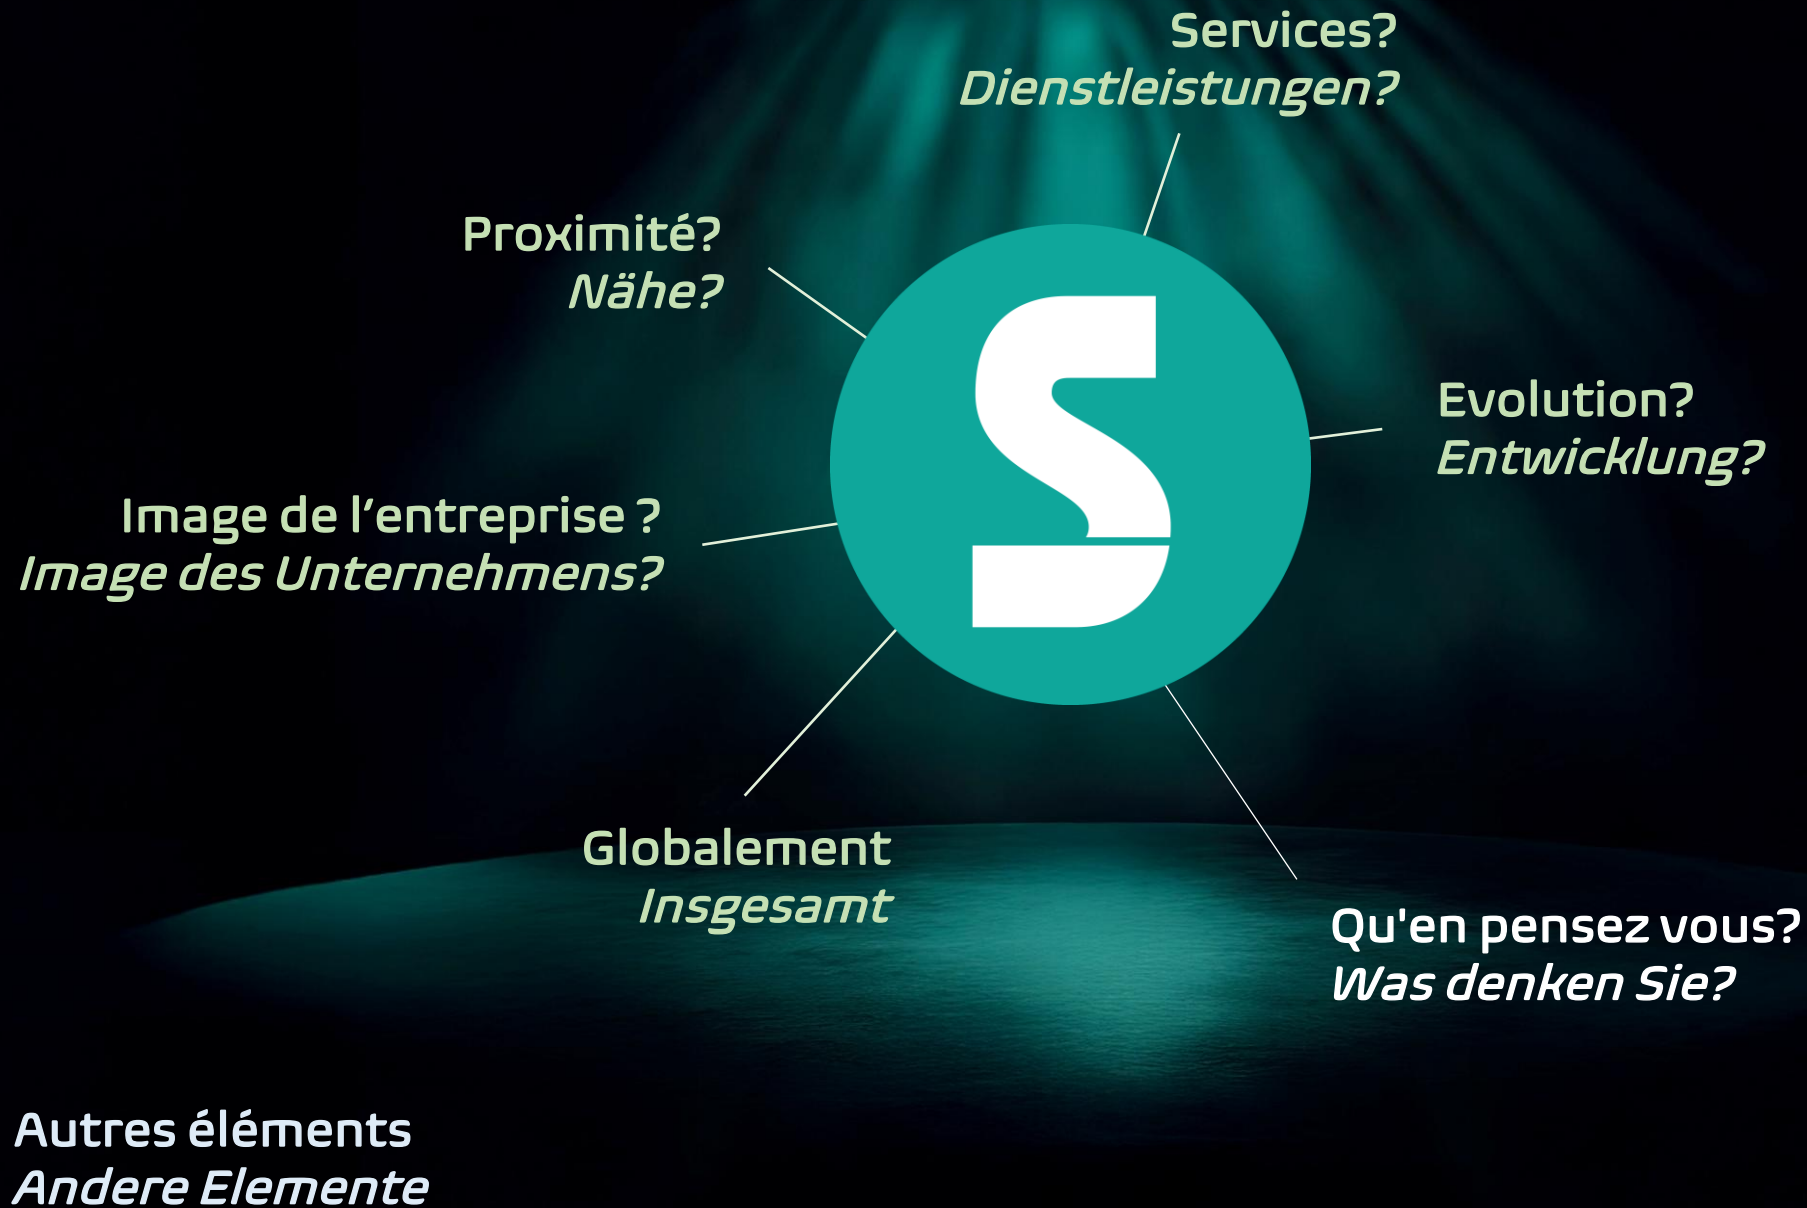 Services?
Dienstleistungen?
Proximité?
Nähe?
Evolution?
Entwicklung?
Image de l’entreprise ?
Image des Unternehmens?
S
Globalement
Insgesamt
Qu'en pensez vous?
Was denken Sie?
Autres éléments
Andere Elemente